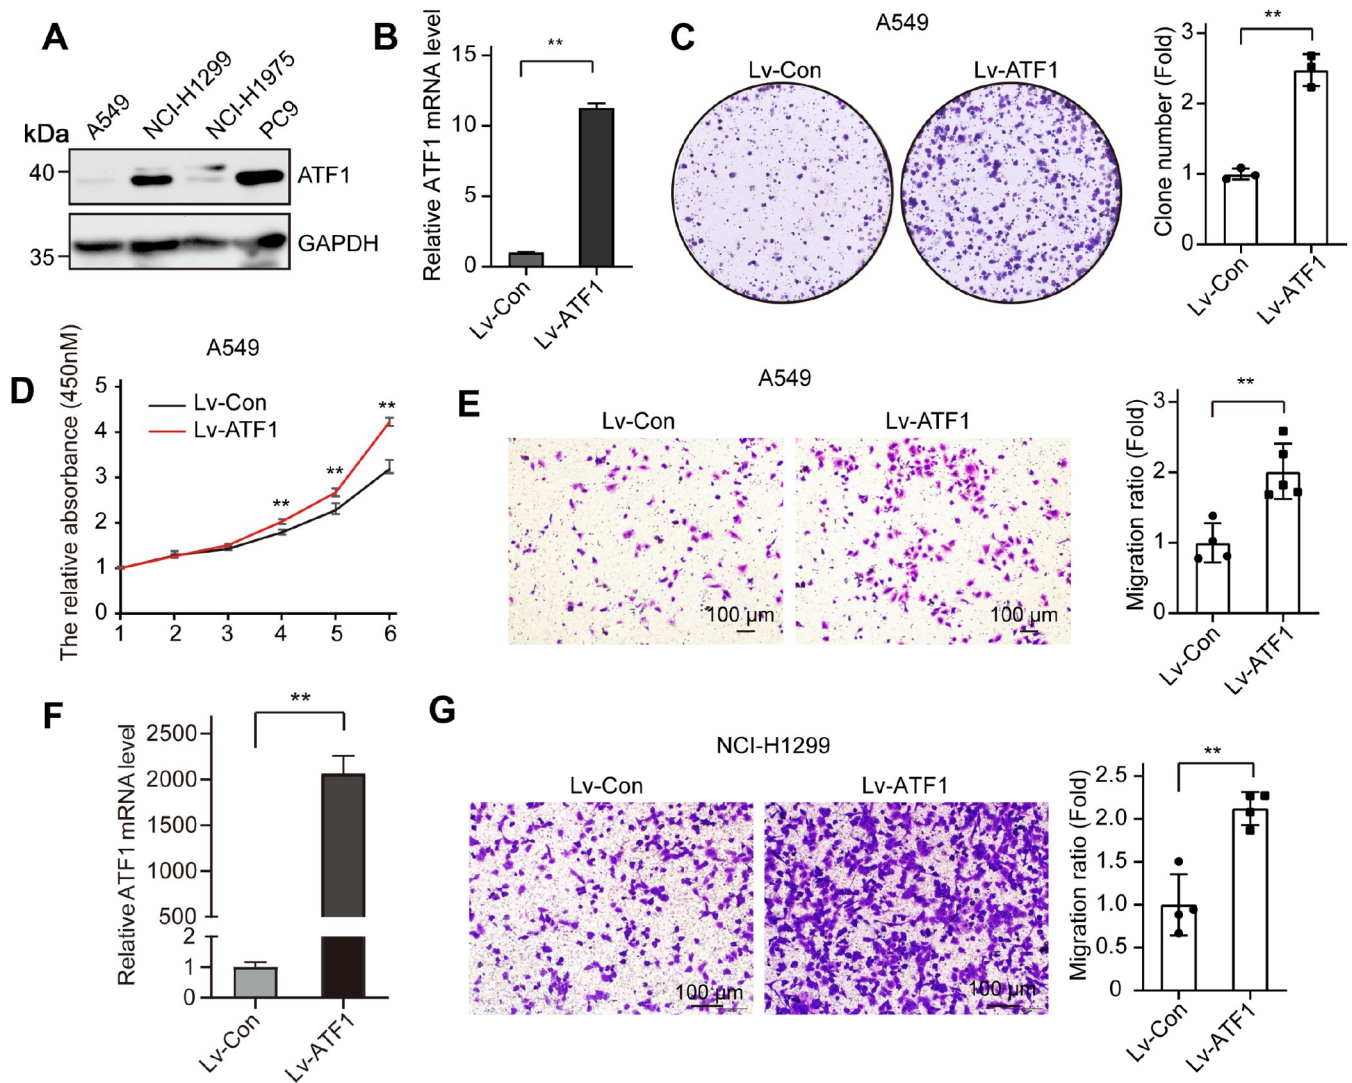 A
A549
NCI-H1299
NCI-H1975
PC9
kDa
40
ATF1
35
GAPDH
B
Relative ATF1 mRNA level
15
10
5
0
**
Lv-Con
Lv-ATF1
C
A549
Lv-Con
Lv-ATF1
Clone number (Fold)
3
2
1
0
**
Lv-Con
Lv-ATF1
D
A549
The relative absorbance (450nM)
5
4
3
2
1
0
Lv-Con
Lv-ATF1
**
**
**
1
2
3
4
5
6
E
A549
Lv-Con
Lv-ATF1
100 µm
100 µm
Migration ratio (Fold)
3
2
1
0
**
Lv-Con
Lv-ATF1
F
Relative ATF1 mRNA level
2500
2000
1500
1000
500
2
1
0
**
Lv-Con
Lv-ATF1
G
NCI-H1299
Lv-Con
Lv-ATF1
100 µm
100 µm
Migration ratio (Fold)
2.5
2.0
1.5
1.0
0.5
0
**
Lv-Con
Lv-ATF1